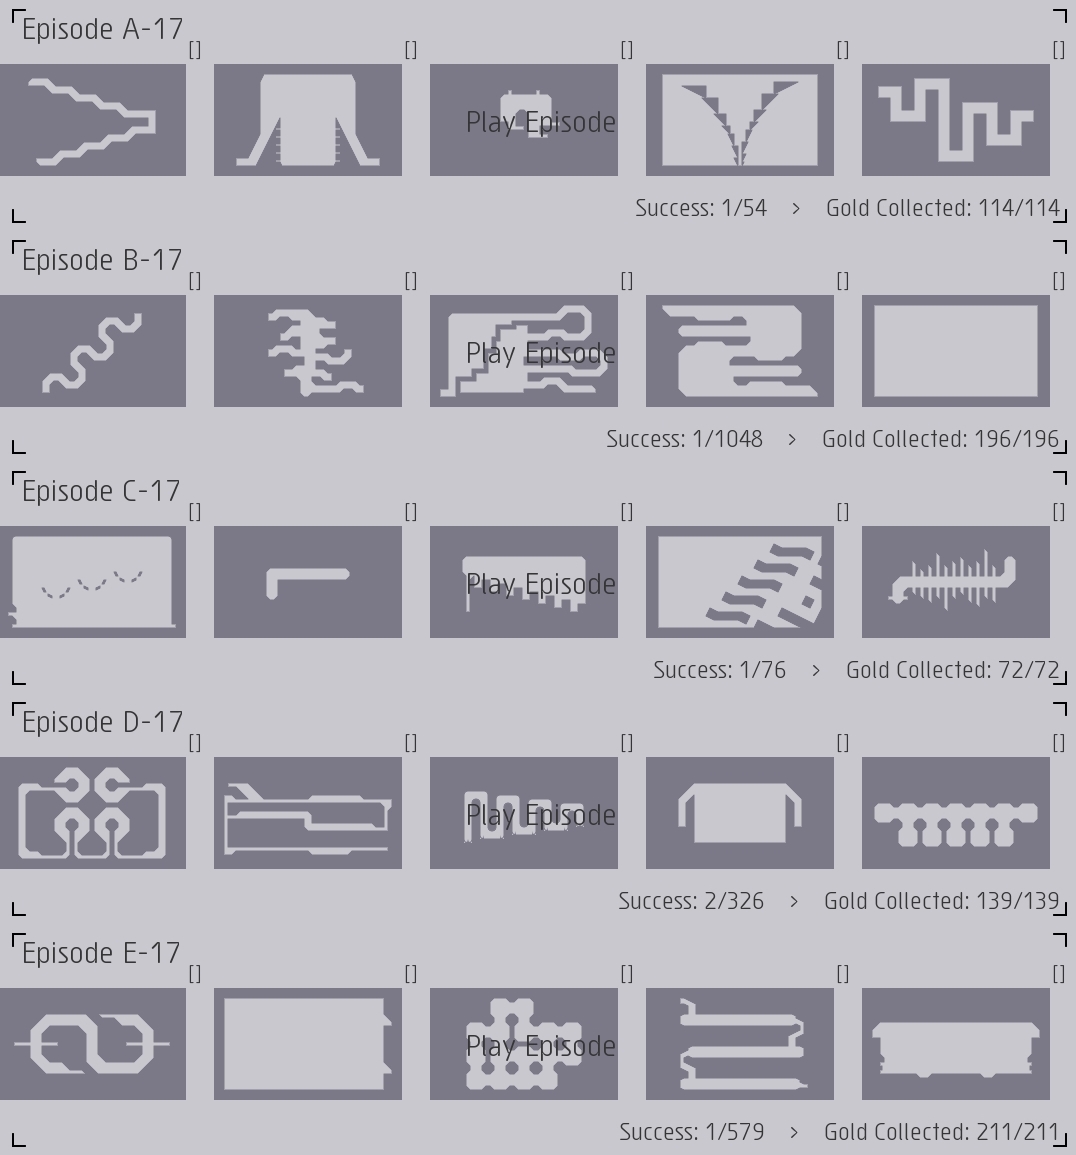 Episode A-17
[] [] [] [] []
Play Episode
Success: 1/54 > Gold Collected: 114/114
Episode B-17
[] [] [] [] []
Play Episode
Success: 1/1048 > Gold Collected: 196/196
Episode C-17
[] [] [] [] []
Play Episode
Success: 1/76 > Gold Collected: 72/72
Episode D-17
[] [] [] [] []
Play Episode
Success: 2/326 > Gold Collected: 139/139
Episode E-17
[] [] [] [] []
Play Episode
Success: 1/579 > Gold Collected: 211/211